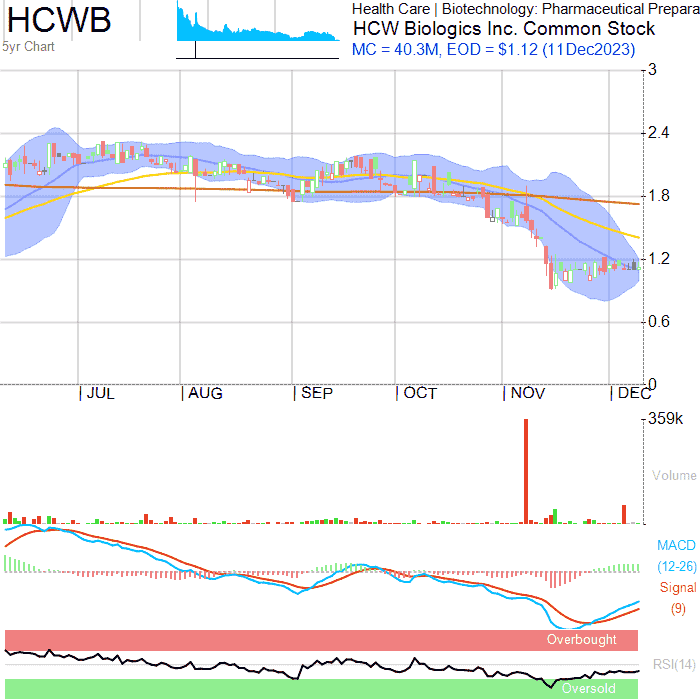 HCWB
5yr Chart
Health Care | Biotechnology: Pharmaceutical Prepara
HCW Biologics Inc. Common Stock
MC = 40.3M, EOD = $1.12 (11Dec2023)
3
2.4
1.8
1.2
0.6
0
| JUL | AUG | SEP | OCT | NOV | DEC
359k
Volume
MACD
(12-26)
Signal
(9)
Overbought
RSI(14)
Oversold